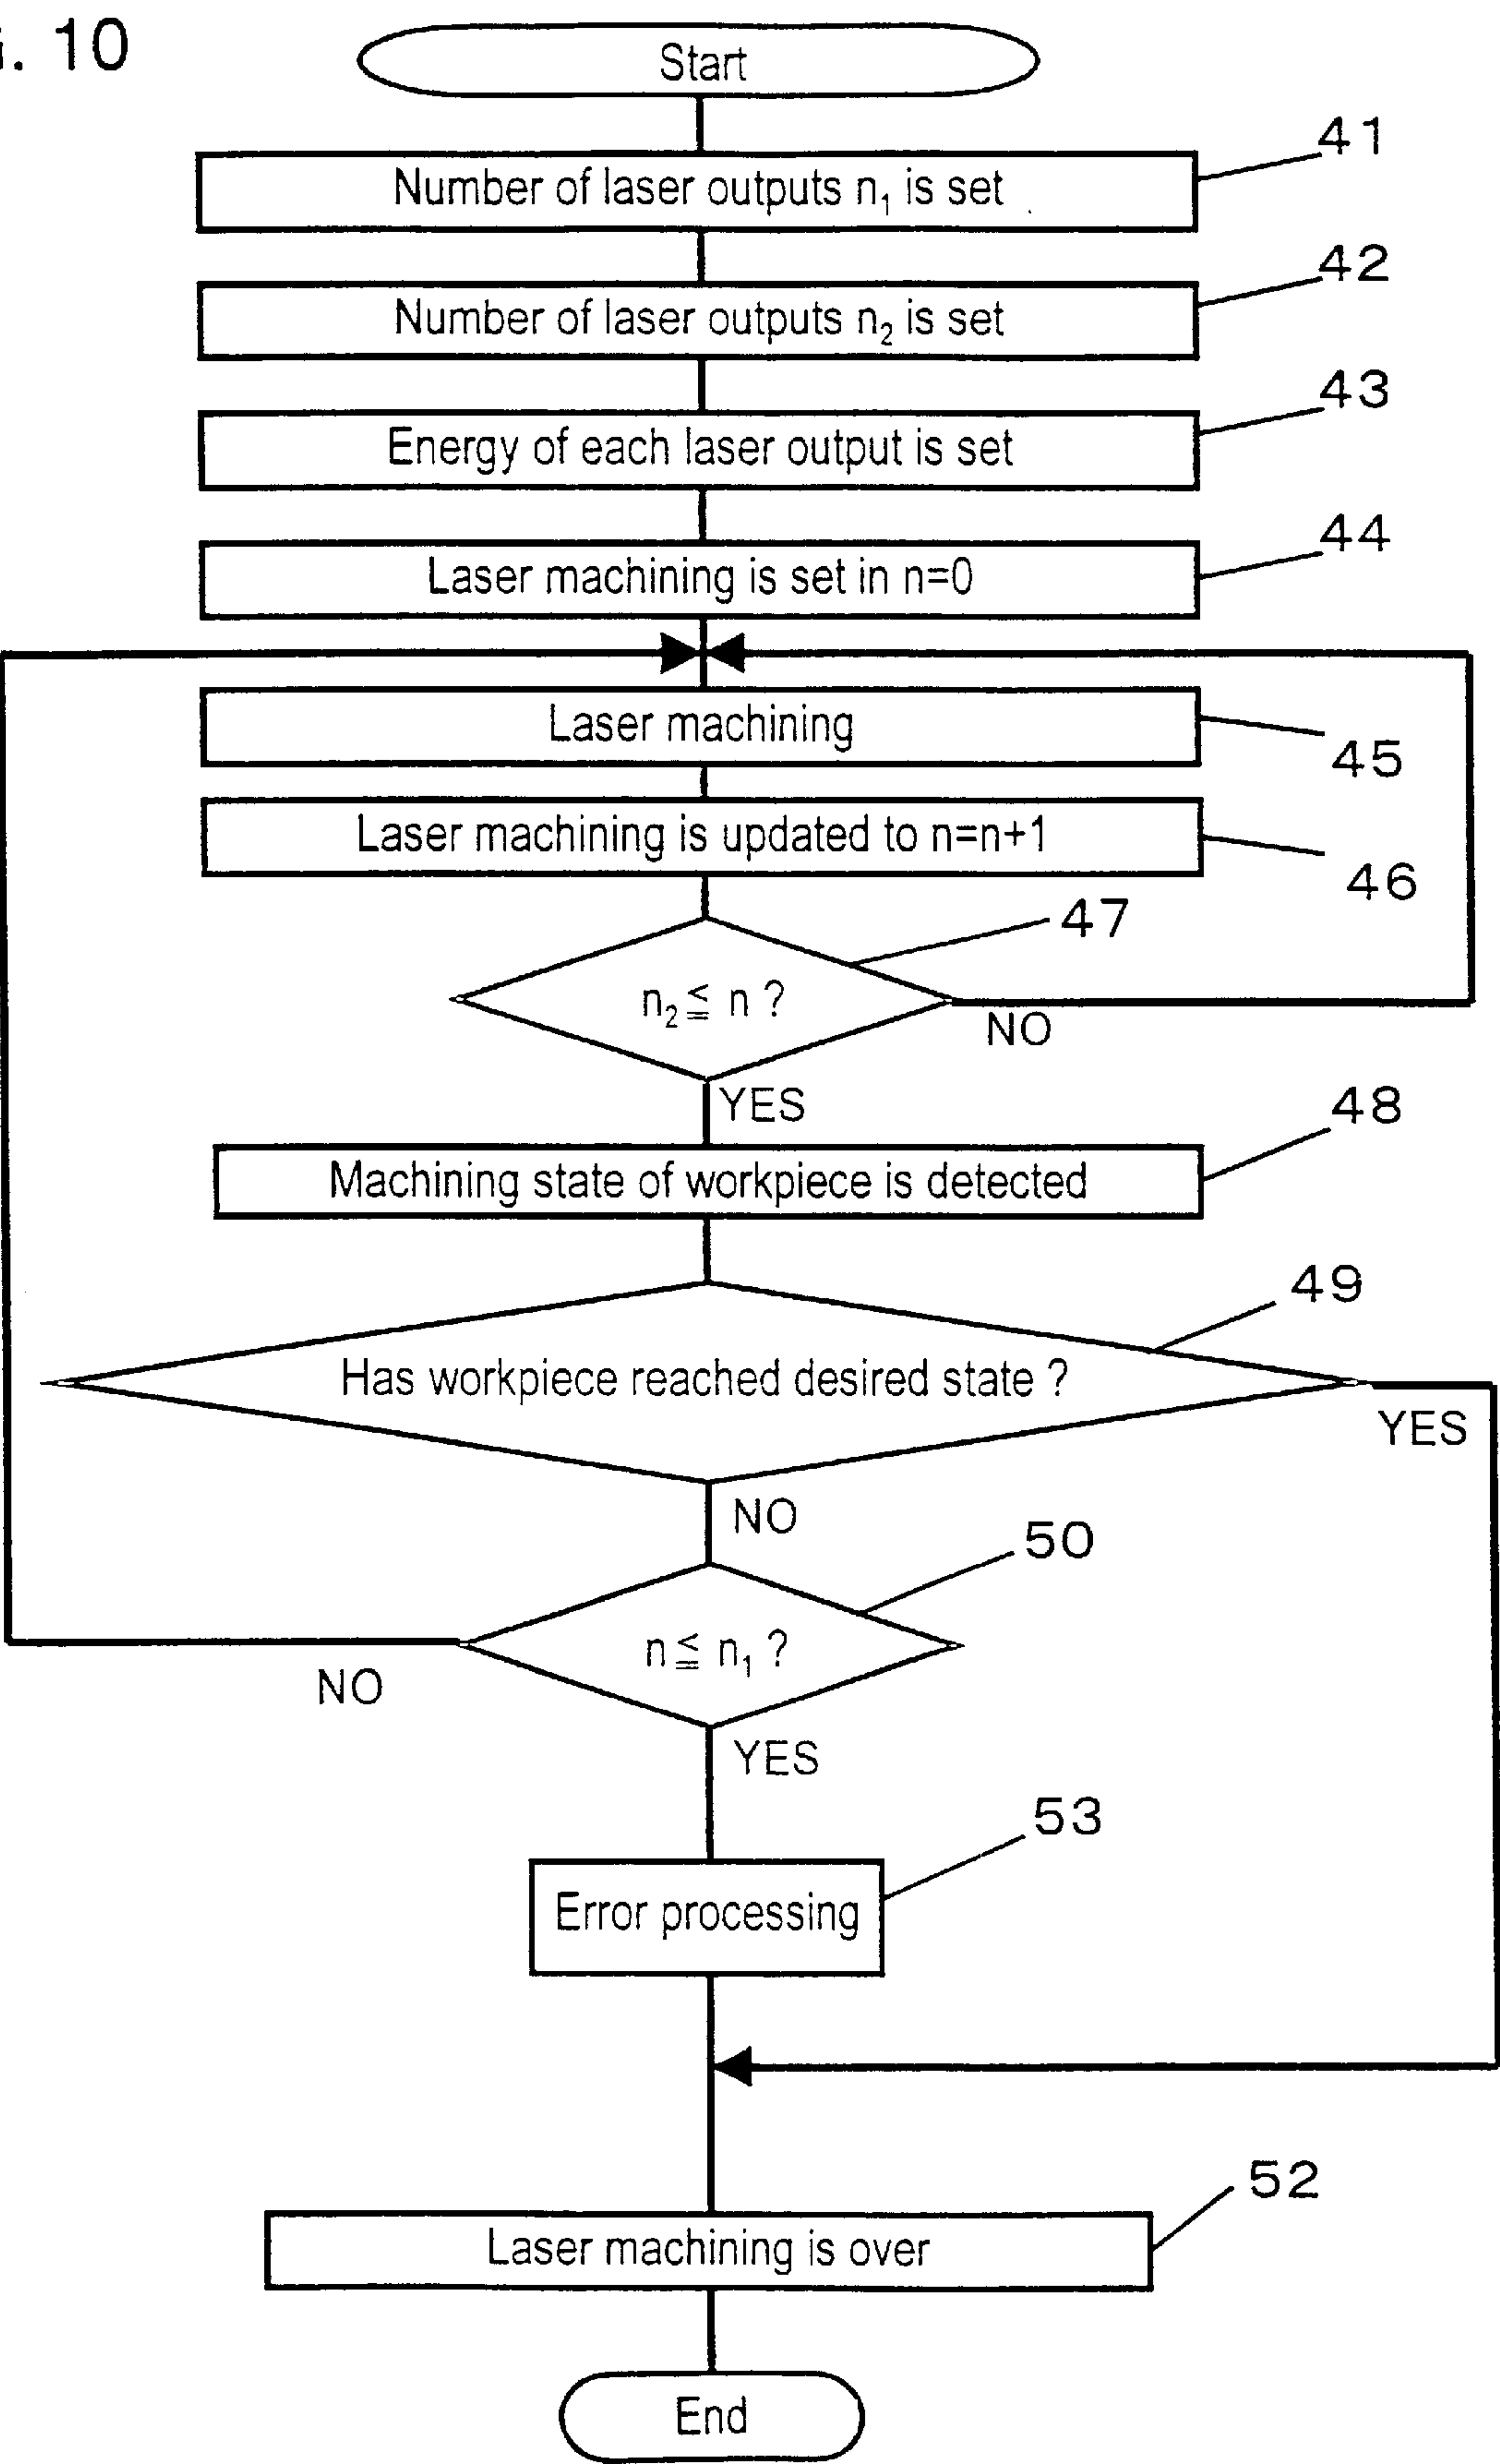 . 10
Start
41
Number of laser outputs n₁ is set
42
Number of laser outputs n₂ is set
43
Energy of each laser output is set
44
Laser machining is set in n=0
Laser machining
45
Laser machining is updated to n=n+1
46
47
n₂ ≦ n ?
NO
YES
48
Machining state of workpiece is detected
49
Has workpiece reached desired state ?
YES
NO
50
n ≦ n₁ ?
NO
YES
53
Error processing
52
Laser machining is over
End